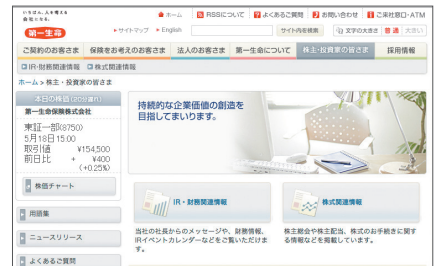 いちばん、人を考える
会社になる。
第一生命
ホーム RSSについて よくあるご質問 お問い合わせ ご来社窓口・ATM
サイトマップ English サイト内を検索 文字の大きさ 普通 大きい
ご契約のお客さま 保険をお考えのお客さま 法人のお客さま 第一生命について 株主・投資家の皆さま 採用情報
IR・財務関連情報 株式関連情報
ホーム > 株主・投資家の皆さま
本日の株価(20分遅れ)
第一生命保険株式会社
東証一部(8750)
5月18日15:00
取引値 ¥154,500
前日比 + ¥400
(+0.25%)
株価チャート
用語集
ニュースリリース
よくあるご質問
持続的な企業価値の創造を
目指してまいります。
IR・財務関連情報
当社の社長からのメッセージや、財務情報、
IRイベントカレンダーなどをご覧いただけま
す。
株式関連情報
株主総会や株主配当、株式のお手続きに関す
る情報などを掲載しています。